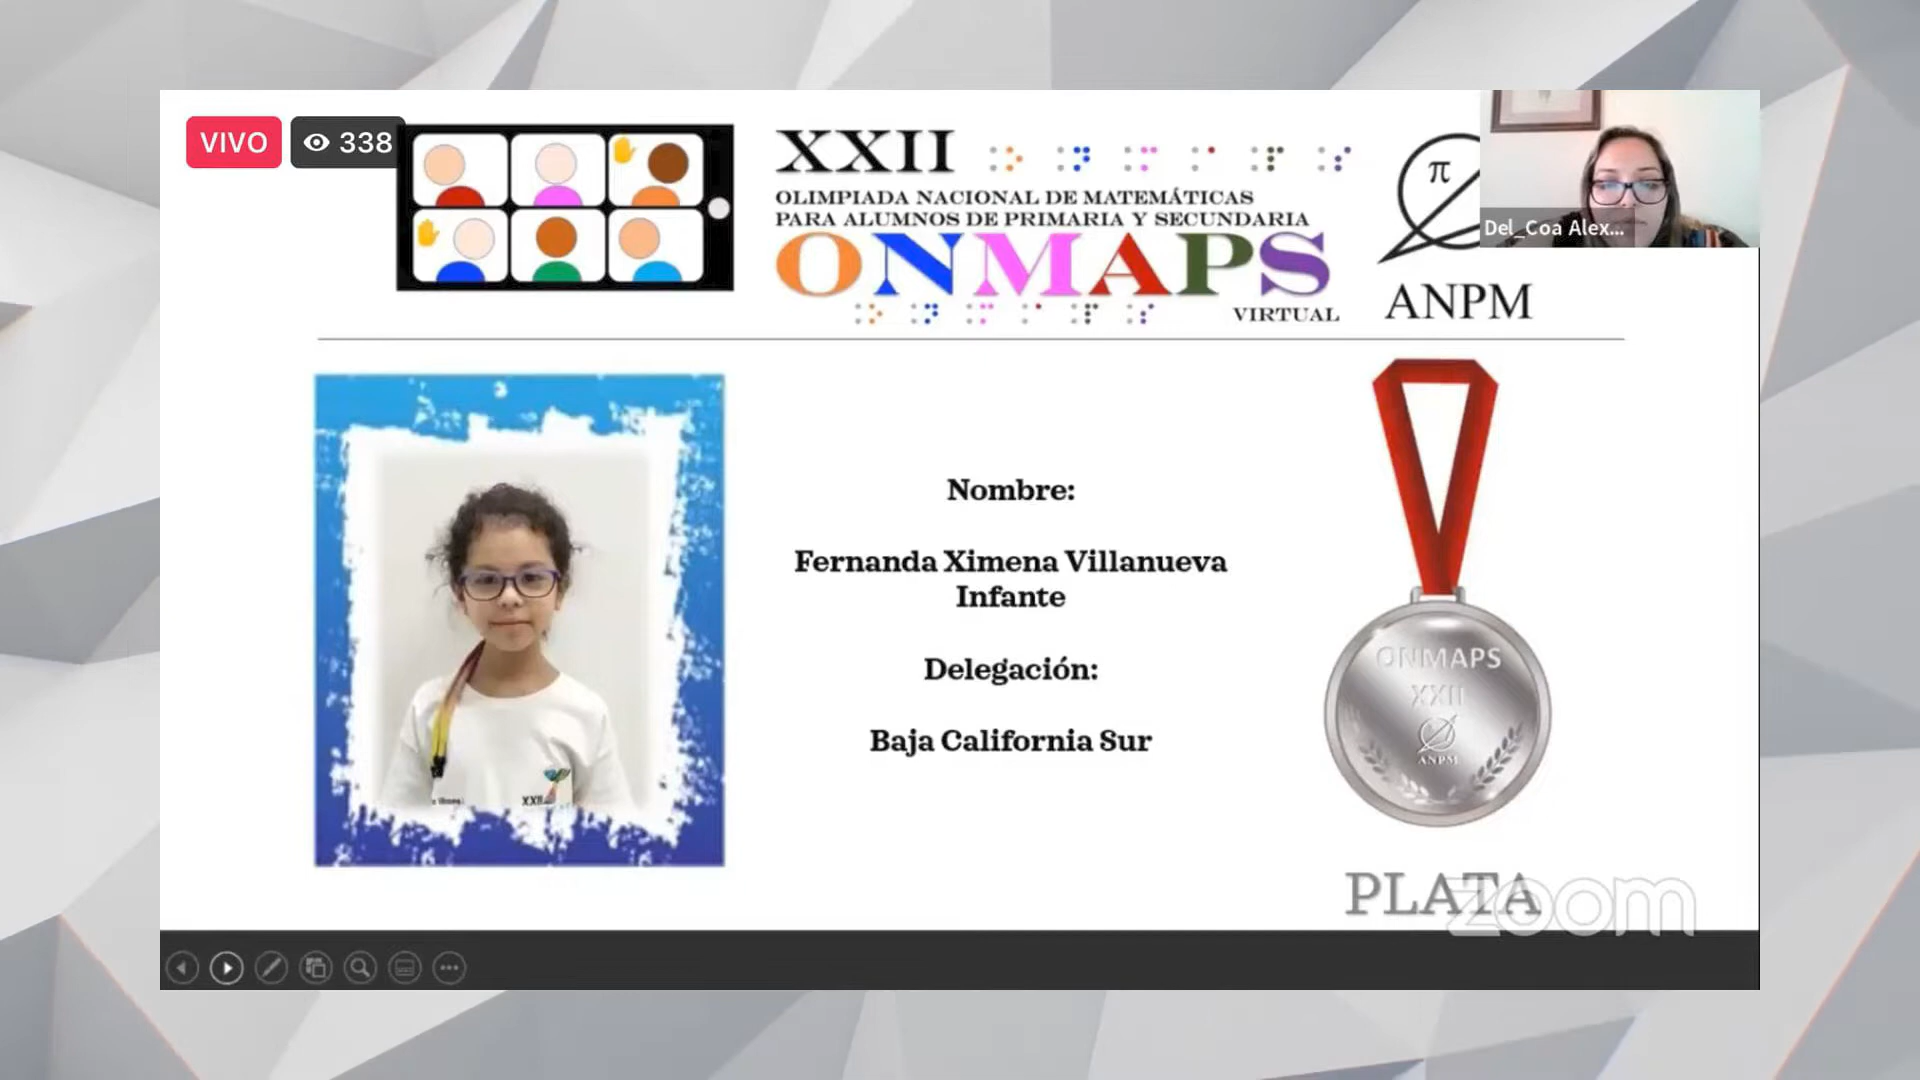 VIVO
338
XXII
OLIMPIADA NACIONAL DE MATEMÁTICAS
PARA ALUMNOS DE PRIMARIA Y SECUNDARIA
ONMAPS
VIRTUAL
π
ANPM
Del_Coa Alex...
Nombre:
Fernanda Ximena Villanueva
Infante
Delegación:
Baja California Sur
XXII
ONMAPS
XXII
ANPM
PLATA
zoom